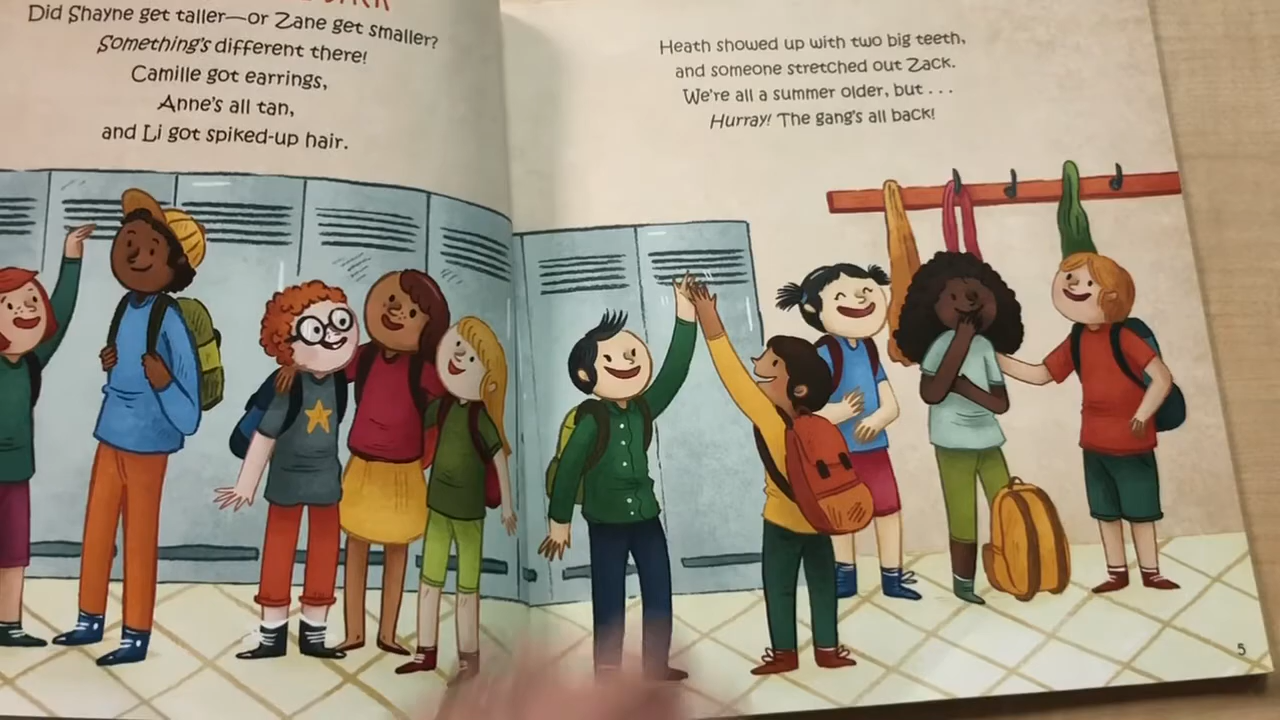 Did Shayne get taller—or Zane get smaller?
Something's different there!
Camille got earrings,
Anne's all tan,
and Li got spiked-up hair.
Heath showed up with two big teeth,
and someone stretched out Zack.
We're all a summer older, but . . .
Hurray! The gang's all back!
5